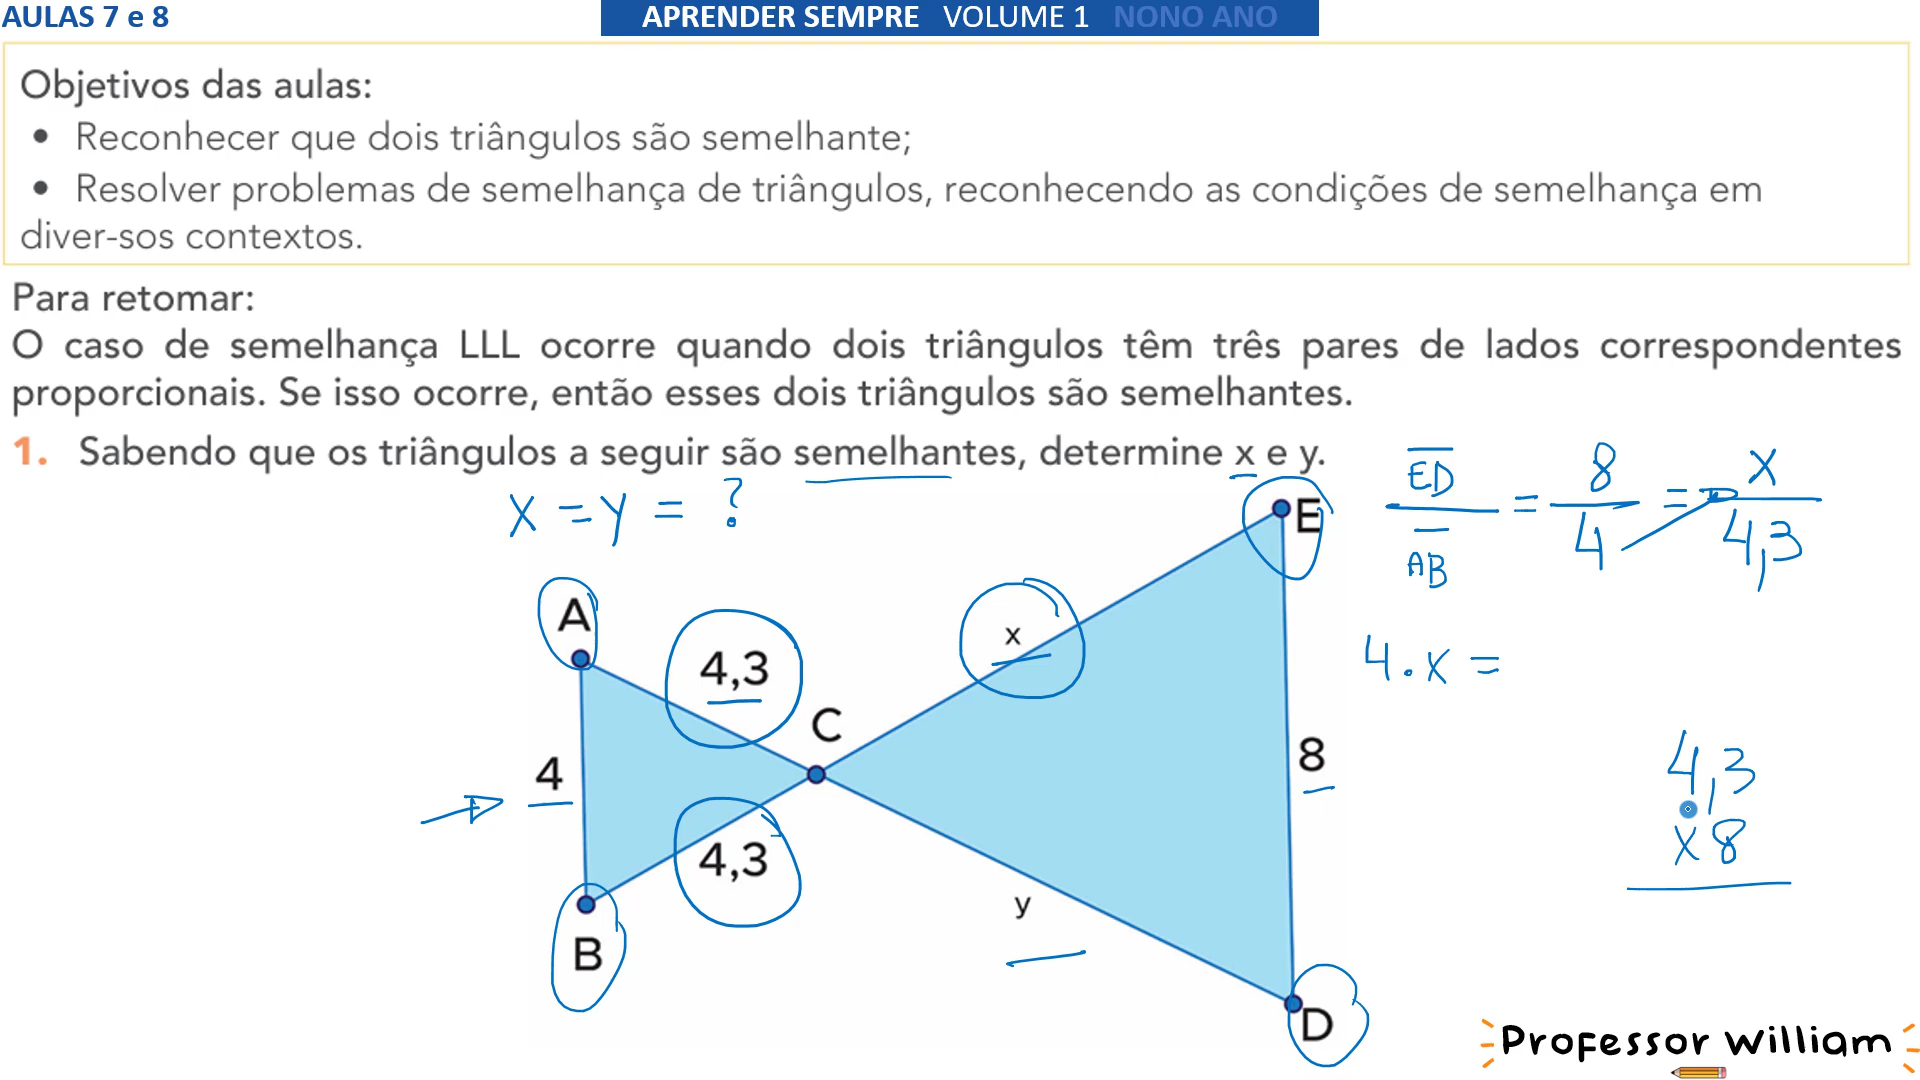 AULAS 7 e 8
APRENDER SEMPRE VOLUME 1 NONO ANO
Objetivos das aulas:
• Reconhecer que dois triângulos são semelhante;
• Resolver problemas de semelhança de triângulos, reconhecendo as condições de semelhança em
diver-sos contextos.
Para retomar:
O caso de semelhança LLL ocorre quando dois triângulos têm três pares de lados correspondentes
proporcionais. Se isso ocorre, então esses dois triângulos são semelhantes.
1. Sabendo que os triângulos a seguir são semelhantes, determine x e y.
X = Y = ?
ED = 8 = X
AB 4 4,3
E
A
x
4,3
4.x =
C
4
8
4,3
4,3
x8
y
B
D
Professor William